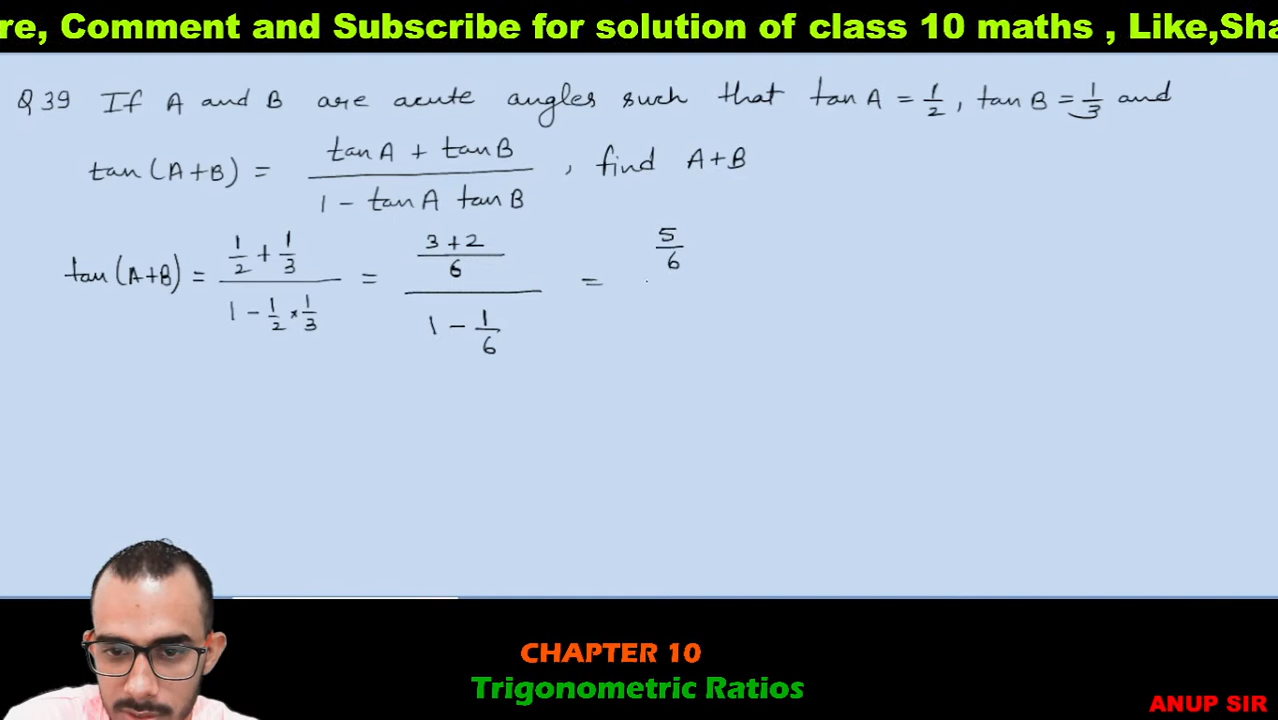 re, Comment and Subscribe for solution of class 10 maths , Like,Sha
Q 39 If A and B are acute angles such that tan A = 1/2 , tan B = 1/3 and
tan(A+B) = (tan A + tan B)/(1 - tan A tan B) , find A+B
tan(A+B) = (1/2 + 1/3)/(1 - 1/2 × 1/3) = ((3+2)/6)/(1 - 1/6) = 5/6
CHAPTER 10
Trigonometric Ratios
ANUP SIR